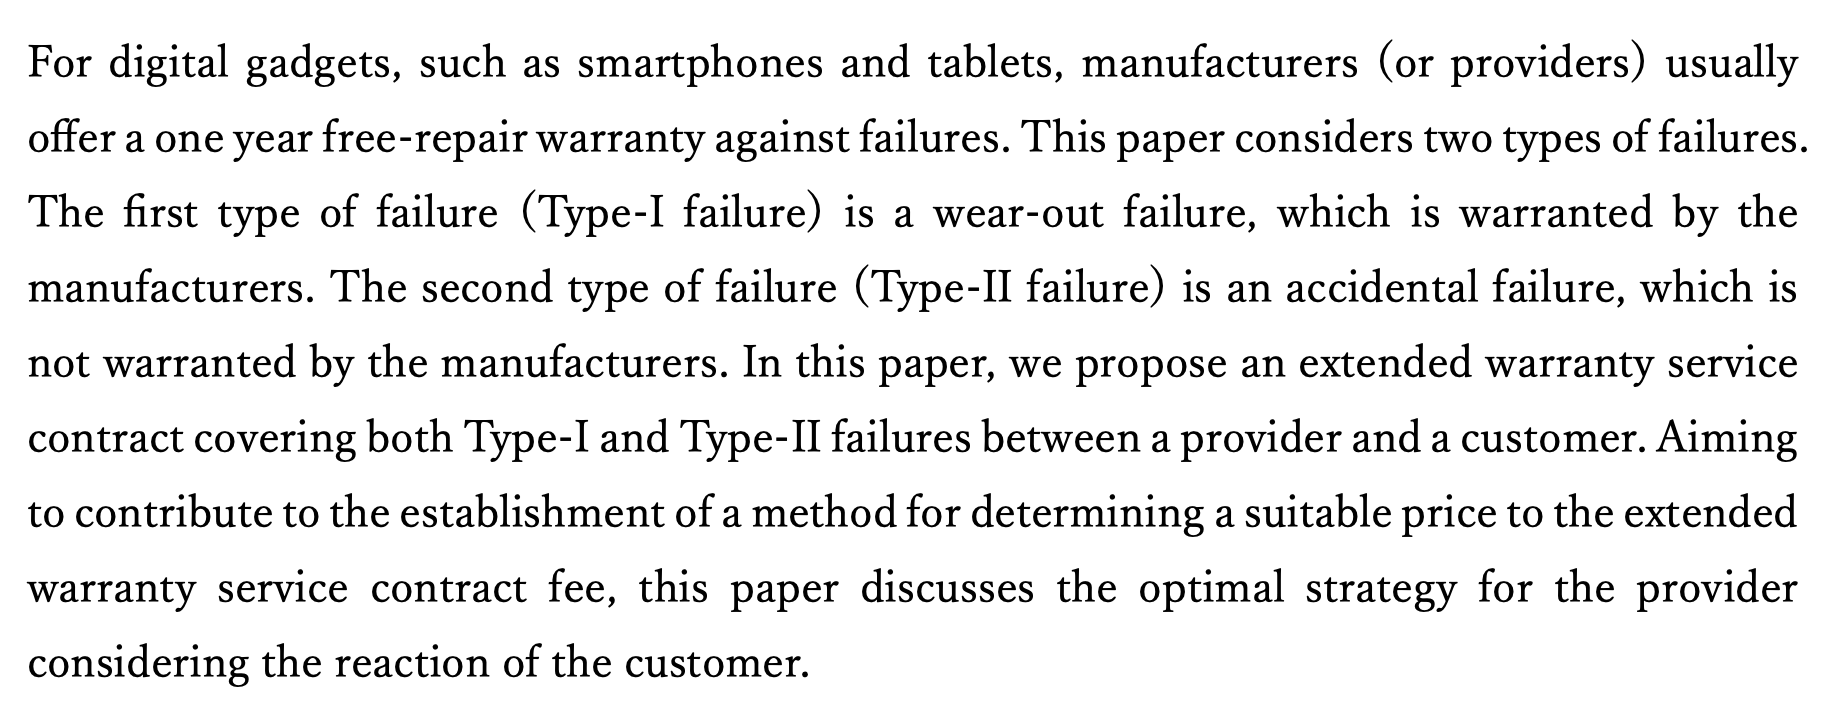 For digital gadgets, such as smartphones and tablets, manufacturers (or providers) usually
offer a one year free-repair warranty against failures. This paper considers two types of failures.
The first type of failure (Type-I failure) is a wear-out failure, which is warranted by the
manufacturers. The second type of failure (Type-II failure) is an accidental failure, which is
not warranted by the manufacturers. In this paper, we propose an extended warranty service
contract covering both Type-I and Type-II failures between a provider and a customer. Aiming
to contribute to the establishment of a method for determining a suitable price to the extended
warranty service contract fee, this paper discusses the optimal strategy for the provider
considering the reaction of the customer.